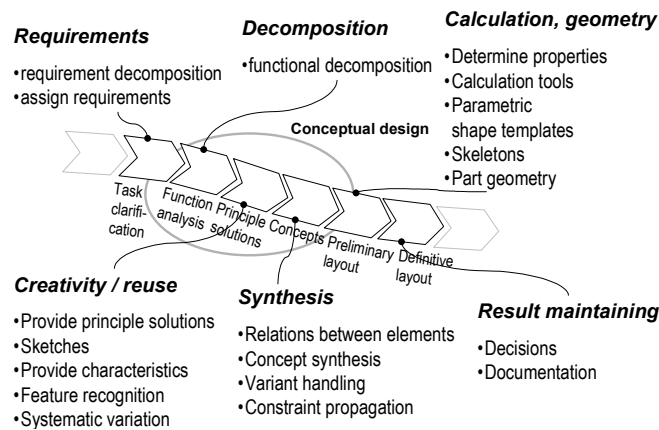 Requirements
•requirement decomposition
•assign requirements
Decomposition
•functional decomposition
Calculation, geometry
•Determine properties
•Calculation tools
•Parametric
shape templates
•Skeletons
•Part geometry
Conceptual design
Task
clarifi-
cation
Function
analysis
Principle
solutions
Concepts
Preliminary
layout
Definitive
layout
Creativity / reuse
•Provide principle solutions
•Sketches
•Provide characteristics
•Feature recognition
•Systematic variation
Synthesis
•Relations between elements
•Concept synthesis
•Variant handling
•Constraint propagation
Result maintaining
•Decisions
•Documentation